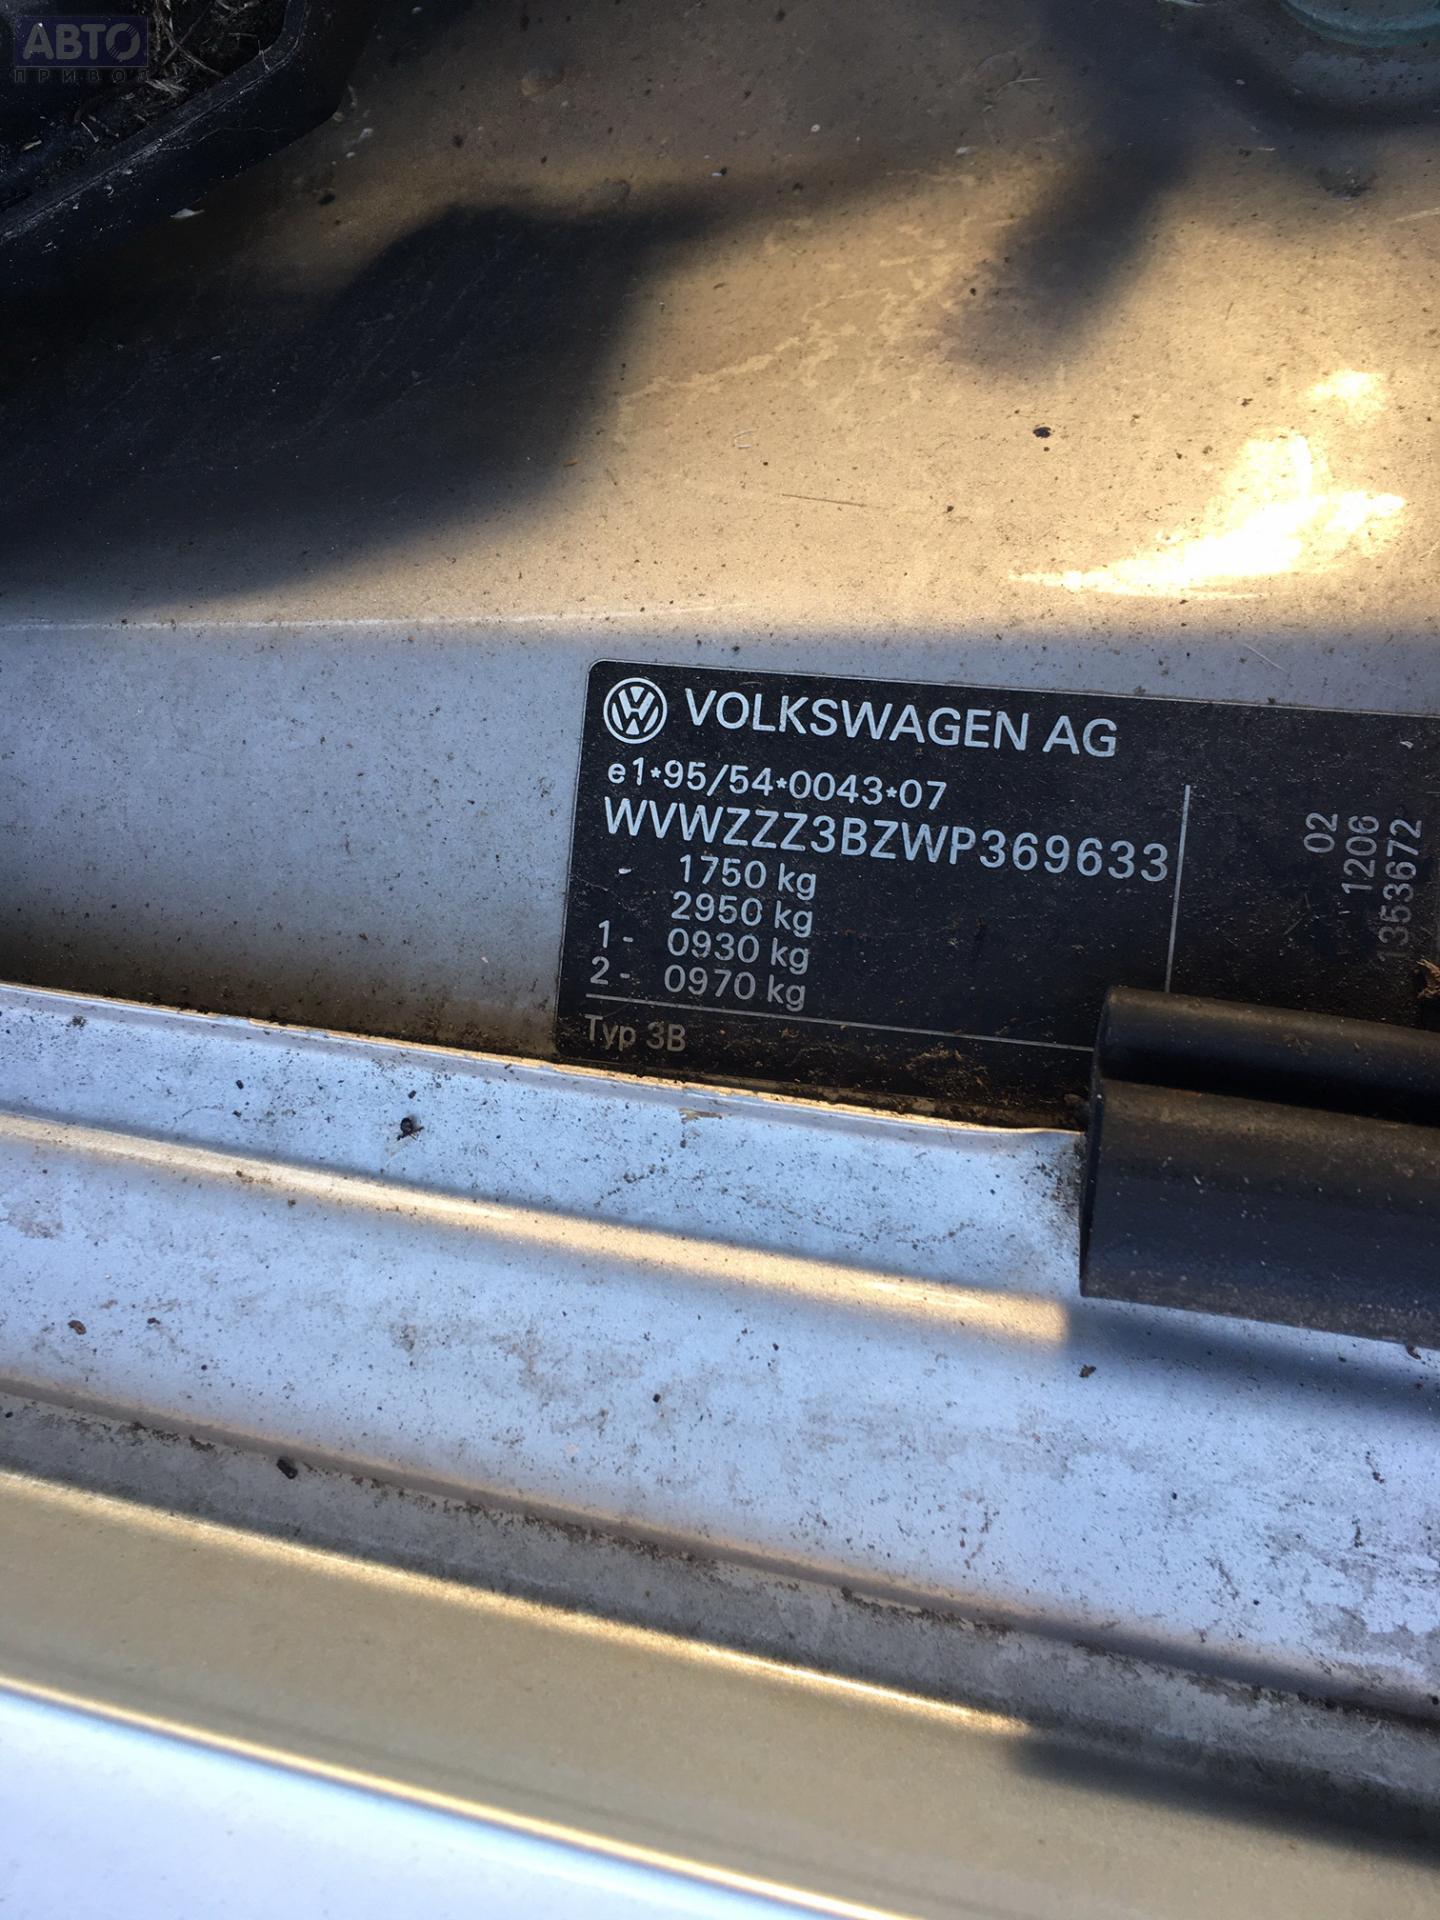 АВТО
ПРИВОЗ
VOLKSWAGEN AG
e1*95/54*0043*07
WVWZZZ3BZWP369633
- 1750 kg
2950 kg
1- 0930 kg
2- 0970 kg
Typ 3B
02
1206
1353672